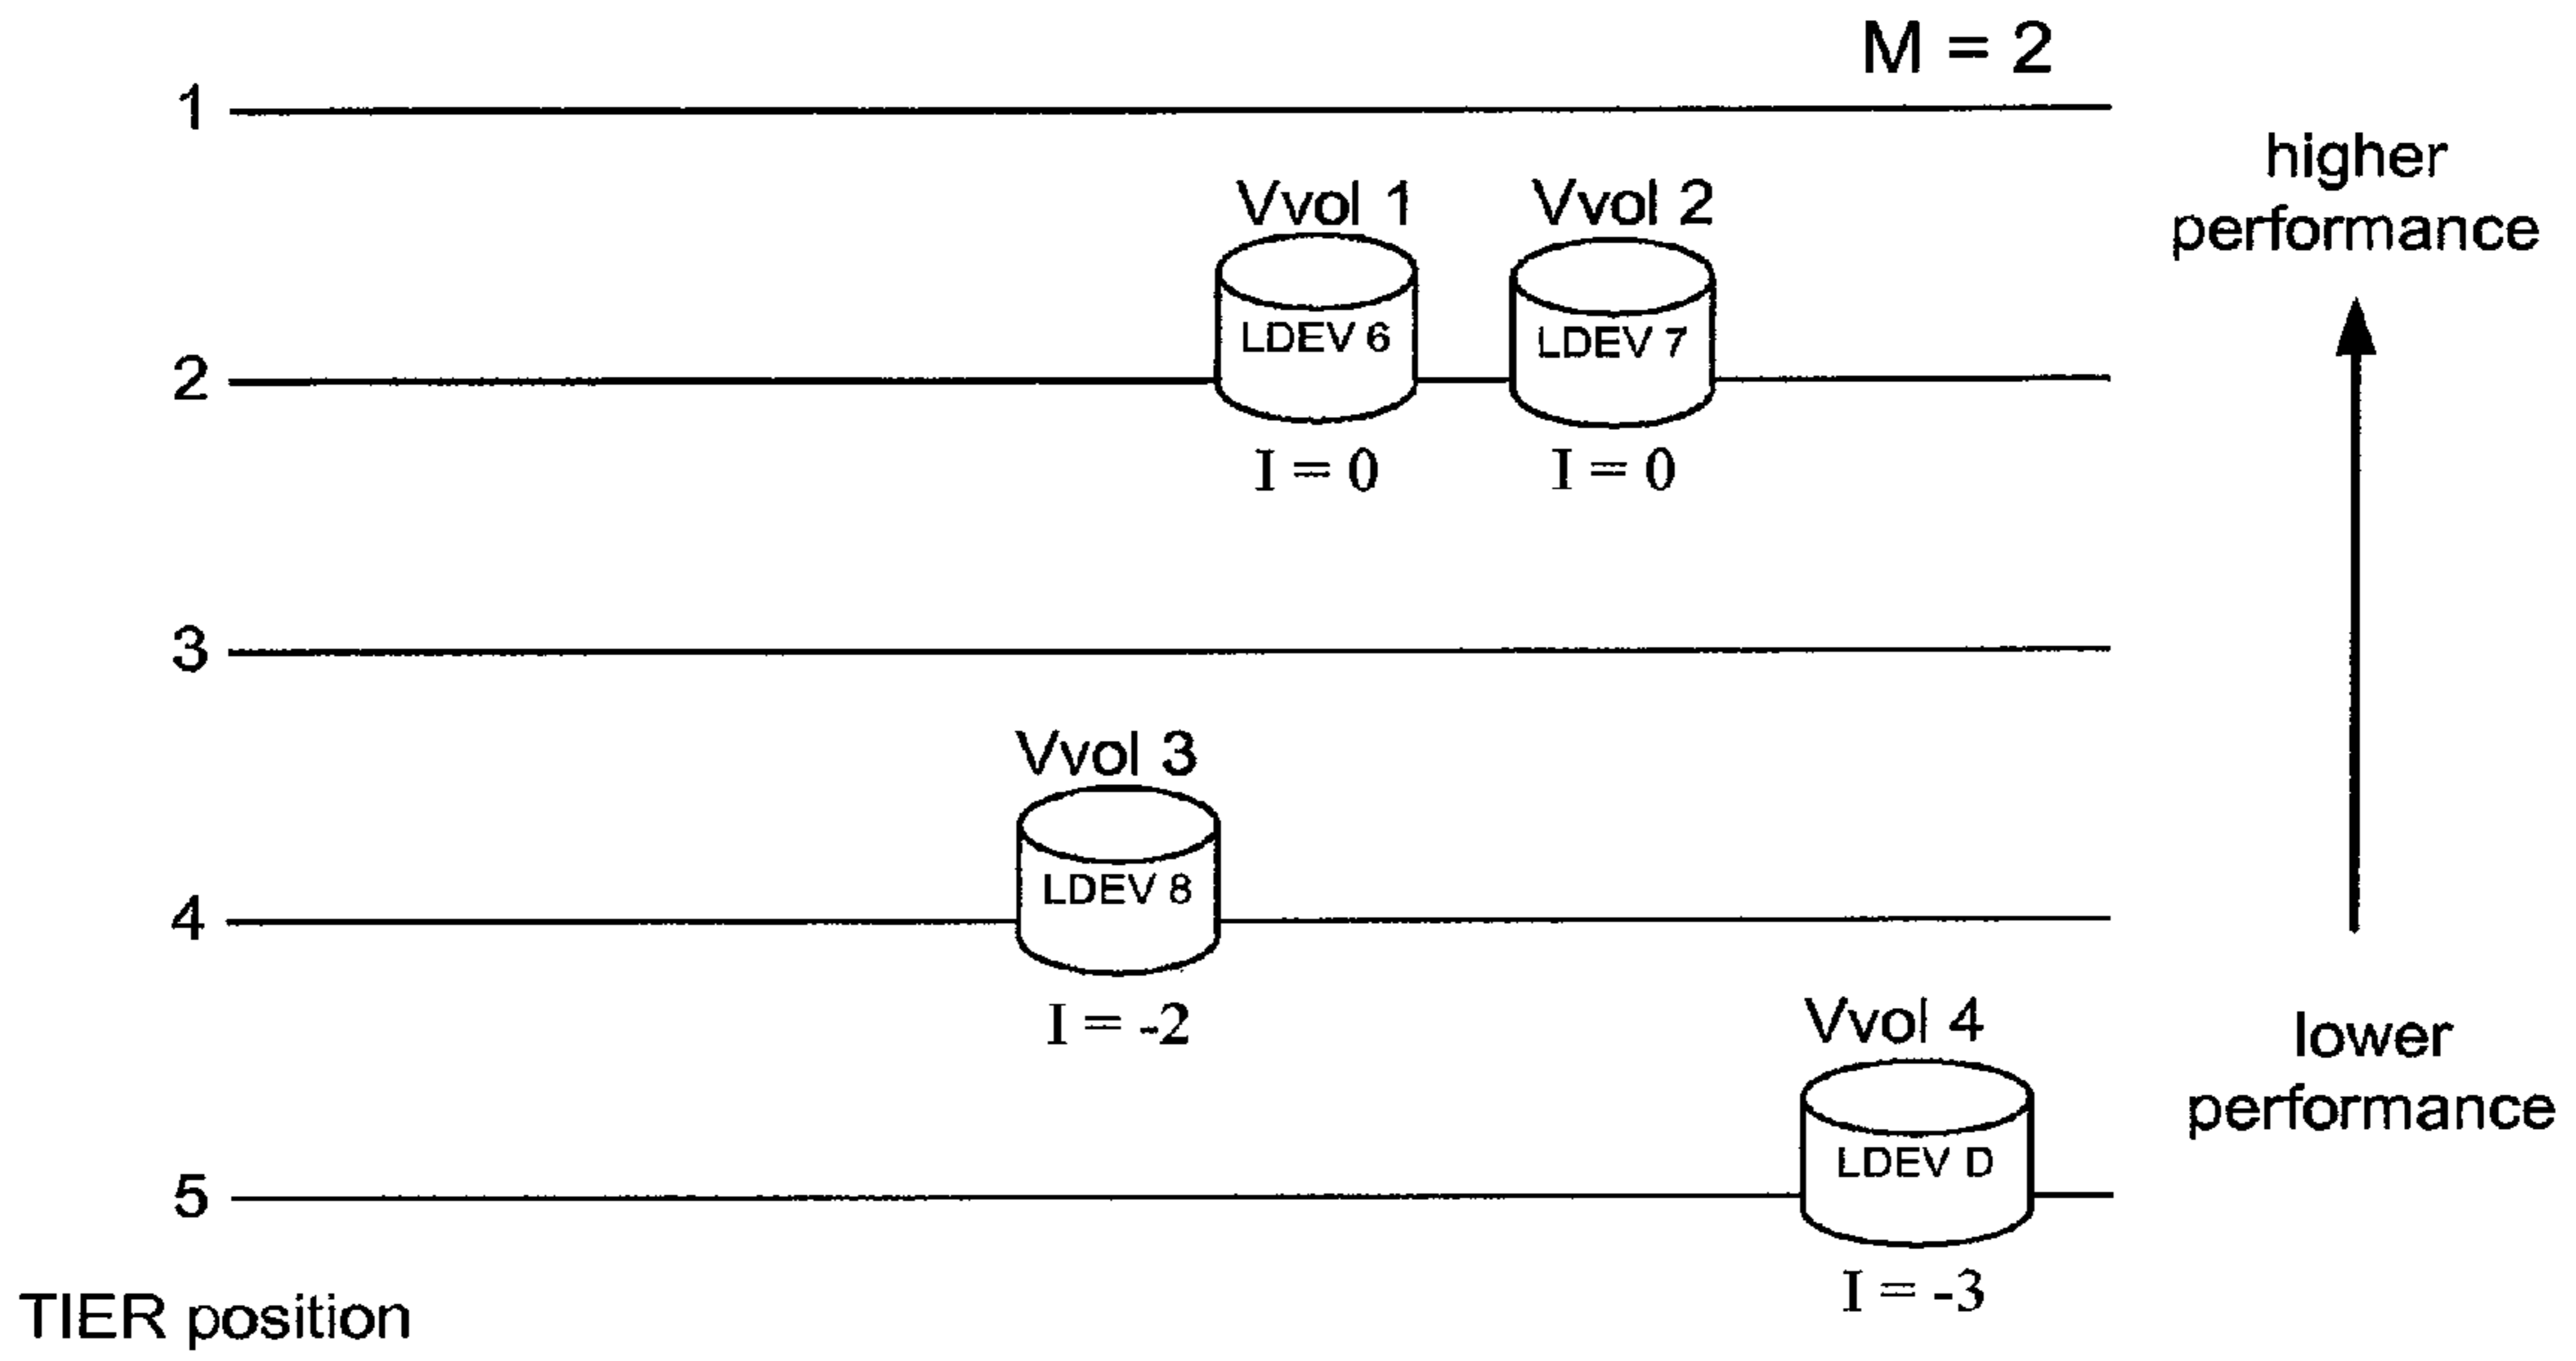 M = 2
1
higher
performance
Vvol 1
Vvol 2
LDEV 6
LDEV 7
2
I = 0
I = 0
3
Vvol 3
LDEV 8
4
I = -2
Vvol 4
lower
performance
LDEV D
5
I = -3
TIER position